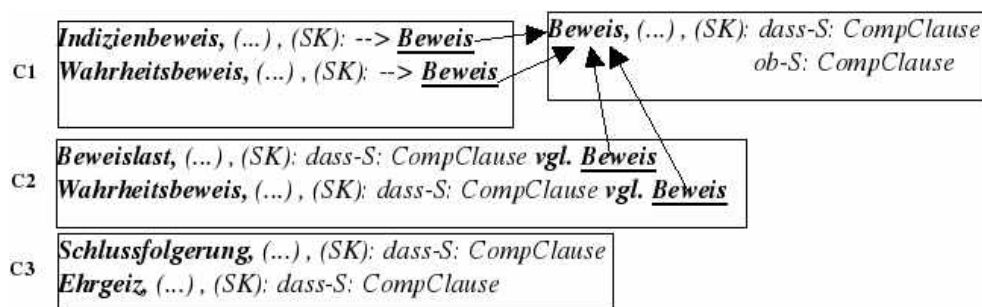 Indizienbeweis, (...) , (SK): --> Beweis
Beweis, (...) , (SK): dass-S: CompClause
C1
Wahrheitsbeweis, (...) , (SK): --> Beweis
ob-S: CompClause
Beweislast, (...) , (SK): dass-S: CompClause vgl. Beweis
C2
Wahrheitsbeweis, (...) , (SK): dass-S: CompClause vgl. Beweis
Schlussfolgerung, (...) , (SK): dass-S: CompClause
C3
Ehrgeiz, (...) , (SK): dass-S: CompClause